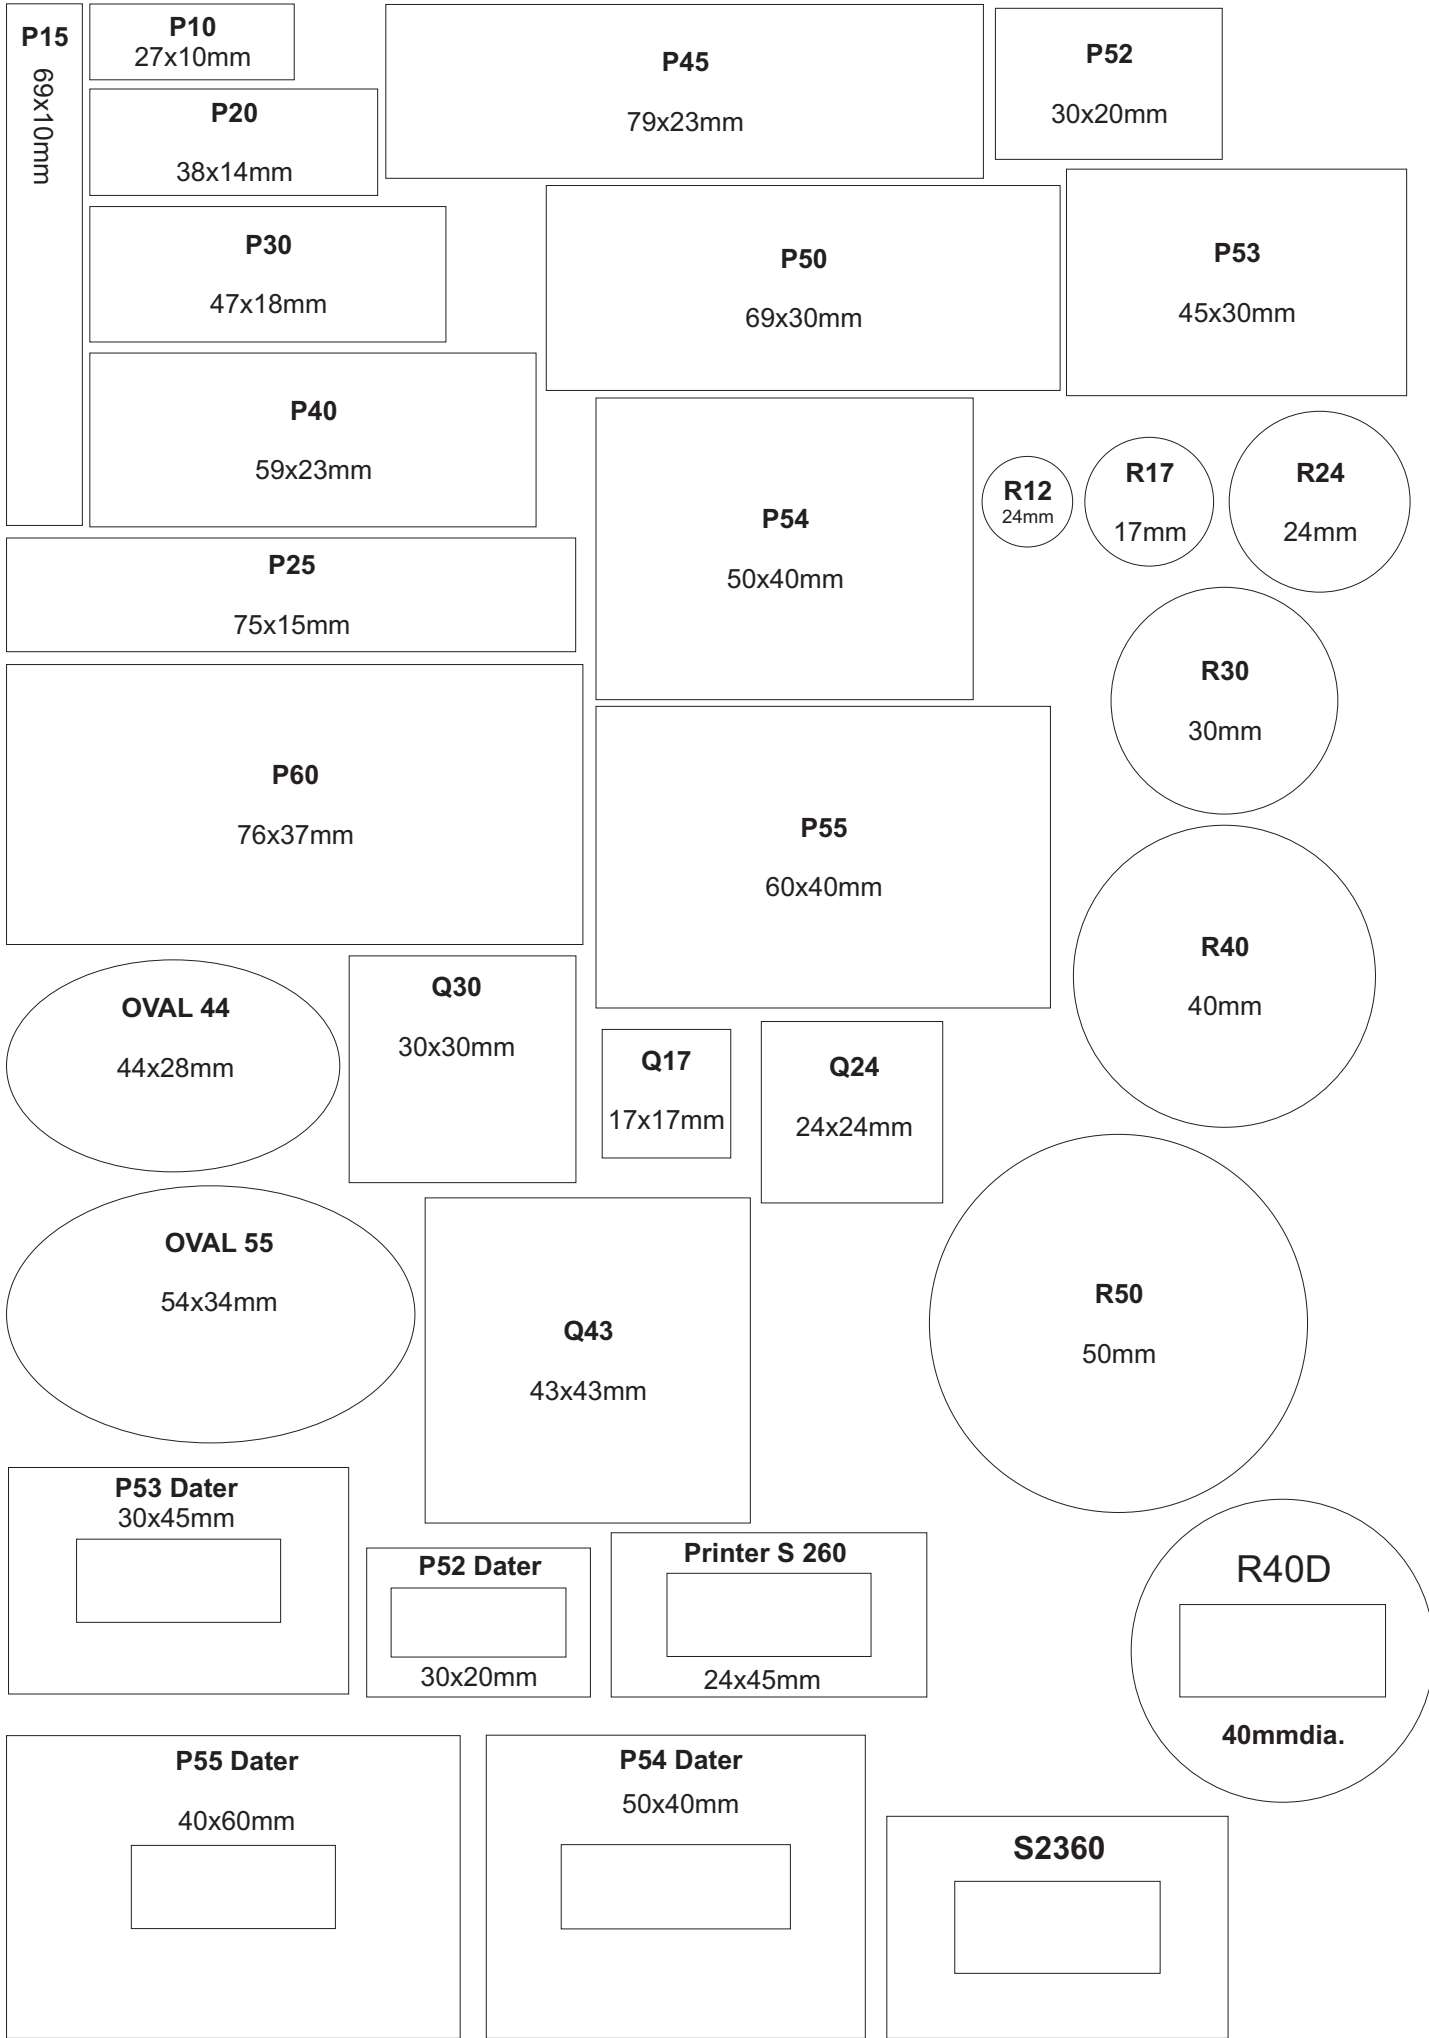 P15
69x10mm
P10
27x10mm
P45
79x23mm
P52
30x20mm
P20
38x14mm
P30
47x18mm
P50
69x30mm
P53
45x30mm
P40
59x23mm
P54
50x40mm
R12
24mm
R17
17mm
R24
24mm
P25
75x15mm
R30
30mm
P60
76x37mm
P55
60x40mm
R40
40mm
OVAL 44
44x28mm
Q30
30x30mm
Q17
17x17mm
Q24
24x24mm
OVAL 55
54x34mm
Q43
43x43mm
R50
50mm
P53 Dater
30x45mm
P52 Dater
30x20mm
Printer S 260
24x45mm
R40D
40mmdia.
P55 Dater
40x60mm
P54 Dater
50x40mm
S2360